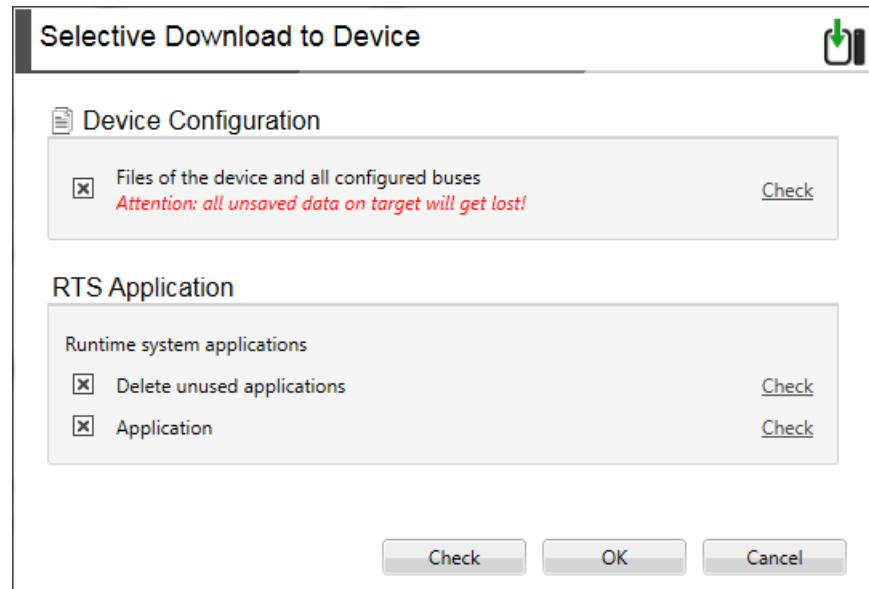 Selective Download to Device
Device Configuration
Files of the device and all configured buses
Attention: all unsaved data on target will get lost!
Check
RTS Application
Runtime system applications
Delete unused applications
Check
Application
Check
Check
OK
Cancel